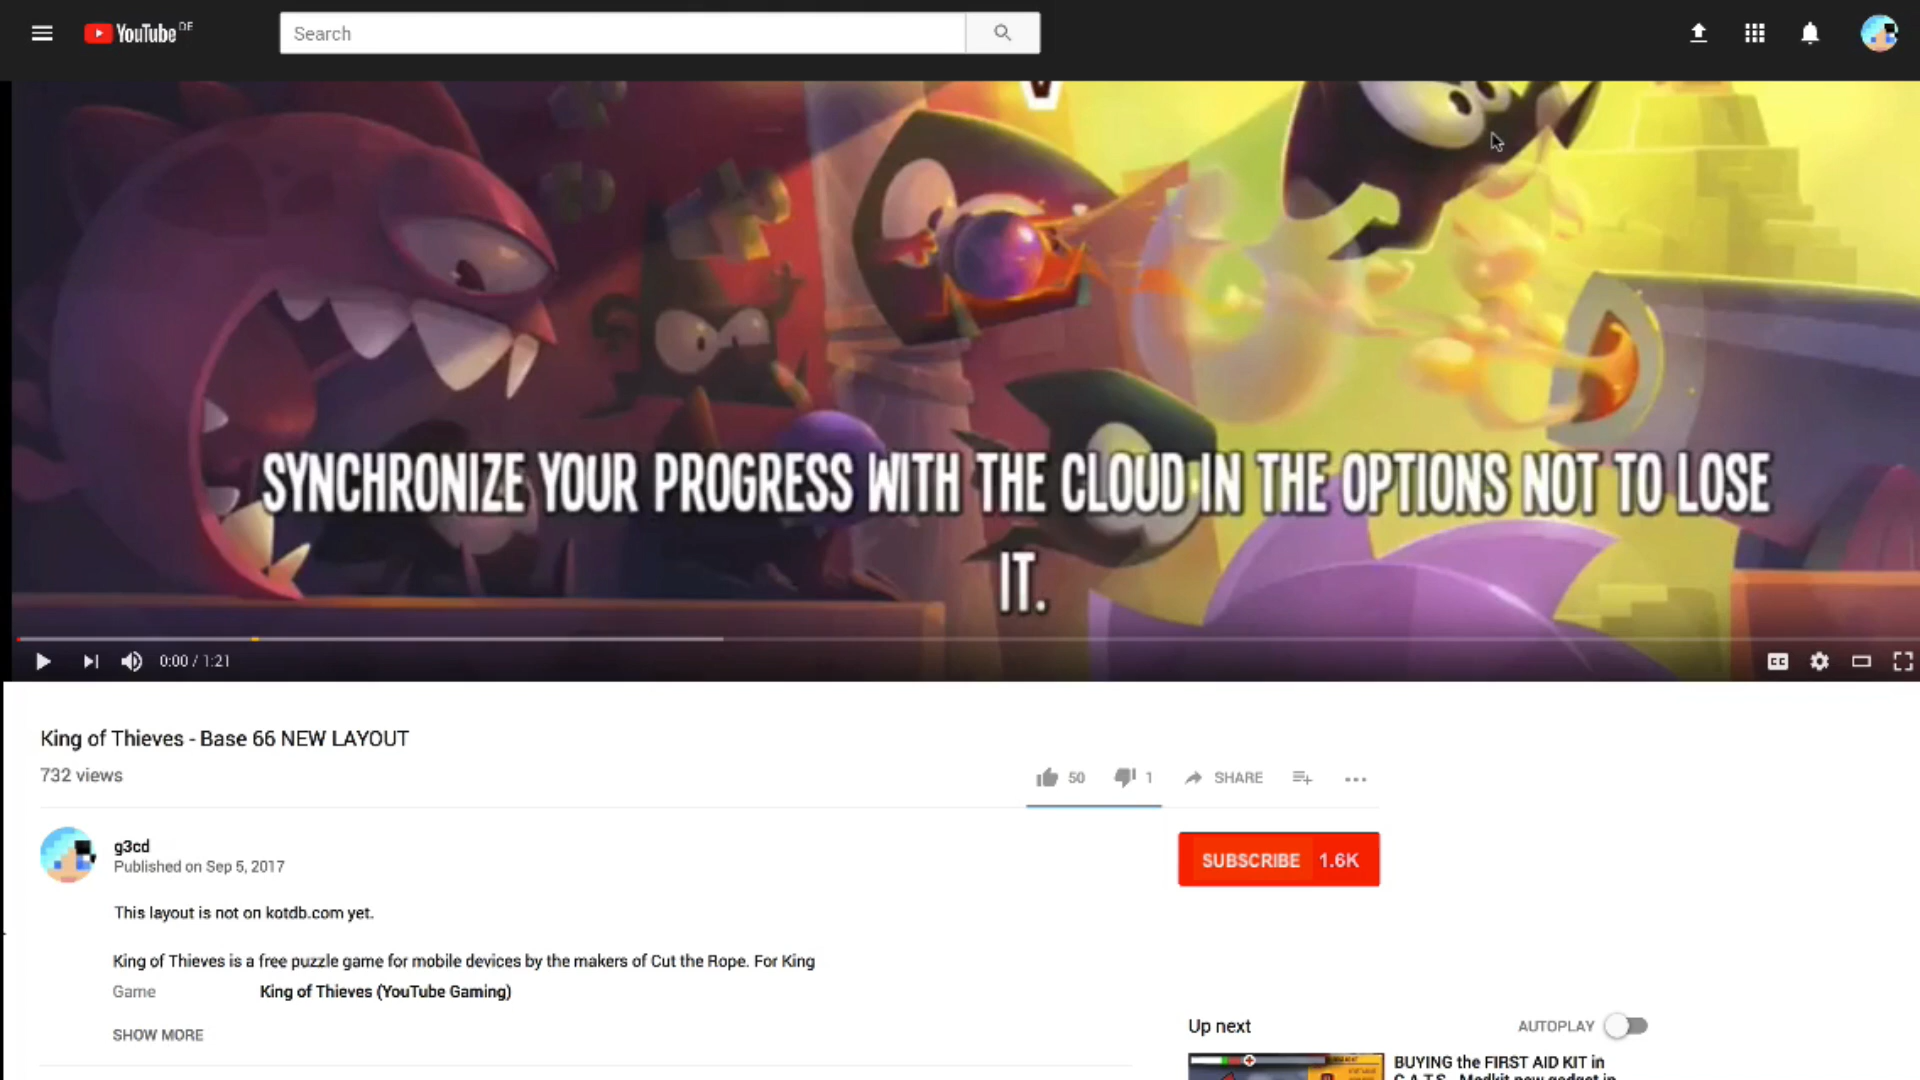 YouTube DE
Search
SYNCHRONIZE YOUR PROGRESS WITH THE CLOUD IN THE OPTIONS NOT TO LOSE
IT.
0:00 / 1:21
CC
King of Thieves - Base 66 NEW LAYOUT
732 views
50
1
SHARE
g3cd
Published on Sep 5, 2017
SUBSCRIBE 1.6K
This layout is not on kotdb.com yet.
King of Thieves is a free puzzle game for mobile devices by the makers of Cut the Rope. For King
Game
King of Thieves (YouTube Gaming)
SHOW MORE
Up next
AUTOPLAY
BUYING the FIRST AID KIT in
C.A.T.S - Medkit new gadget in